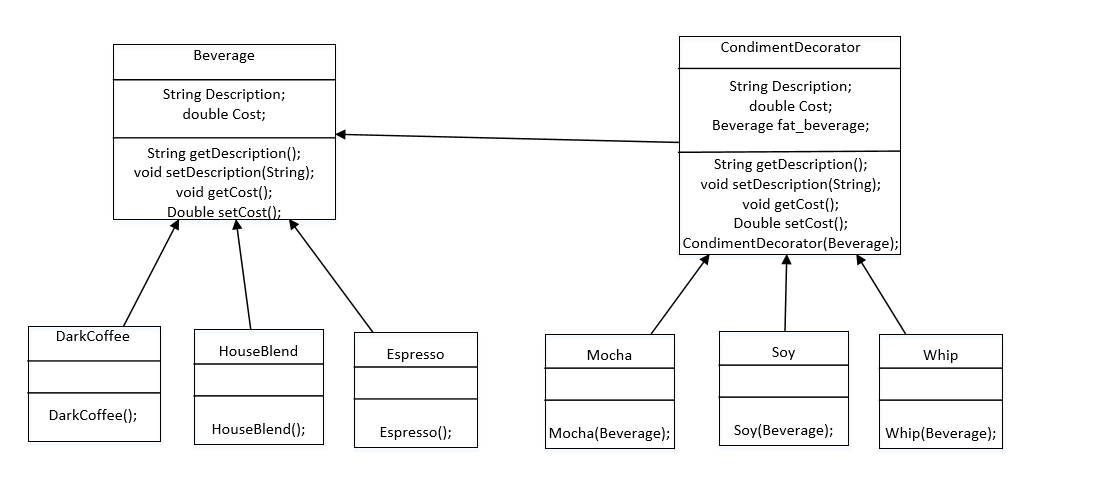 Beverage
String Description;
double Cost;
String getDescription();
void setDescription(String);
void getCost();
Double setCost();
CondimentDecorator
String Description;
double Cost;
Beverage fat_beverage;
String getDescription();
void setDescription(String);
void getCost();
Double setCost();
CondimentDecorator(Beverage);
DarkCoffee
DarkCoffee();
HouseBlend
HouseBlend();
Espresso
Espresso();
Mocha
Mocha(Beverage);
Soy
Soy(Beverage);
Whip
Whip(Beverage);